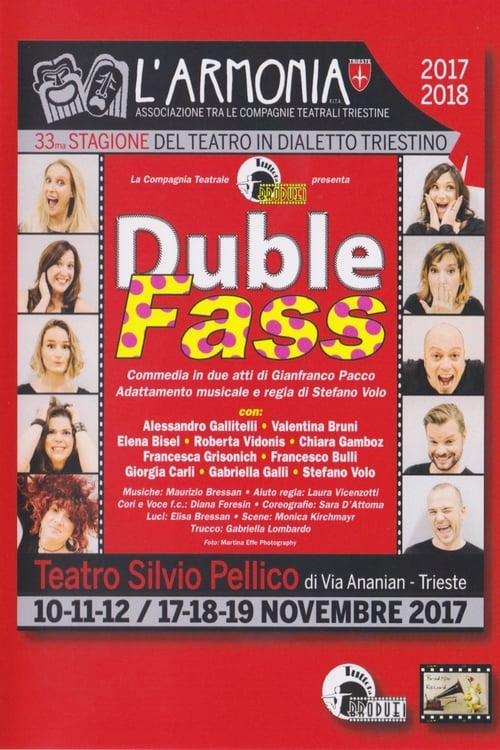 L'ARMONIA
F.I.T.A.
TRIESTE
ASSOCIAZIONE TRA LE COMPAGNIE TEATRALI TRIESTINE
2017
2018
33ma STAGIONE DEL TEATRO IN DIALETTO TRIESTINO
La Compagnia Teatrale
presenta
Duble
Fass
Commedia in due atti di Gianfranco Pacco
Adattamento musicale e regia di Stefano Volo
con:
Alessandro Gallitelli • Valentina Bruni
Elena Bisel • Roberta Vidonis • Chiara Gamboz
Francesca Grisonich • Francesco Bulli
Giorgia Carli • Gabriella Galli • Stefano Volo
Musiche: Maurizio Bressan • Aiuto regia: Laura Vicenzotti
Cori e Voce f.c.: Diana Feresin • Coreografie: Sara D'Attoma
Luci: Elisa Bressan • Scene: Monica Kirchmayr
Trucco: Gabriella Lombardo
Foto: Martina Effe Photography
Teatro Silvio Pellico di Via Ananian - Trieste
10-11-12 / 17-18-19 NOVEMBRE 2017